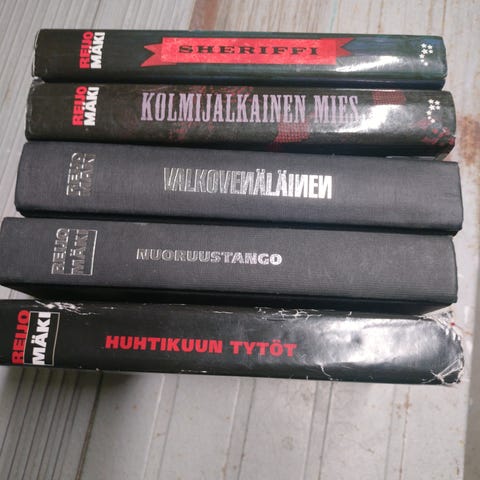 REIJO
MÄKI
SHERIFFI
REIJO
MÄKI
KOLMIJALKAINEN MIES
REIJO
MÄKI
VALKOVENÄLÄINEN
REIJO
MÄKI
NUORUUSTANGO
REIJO
MÄKI
HUHTIKUUN TYTÖT